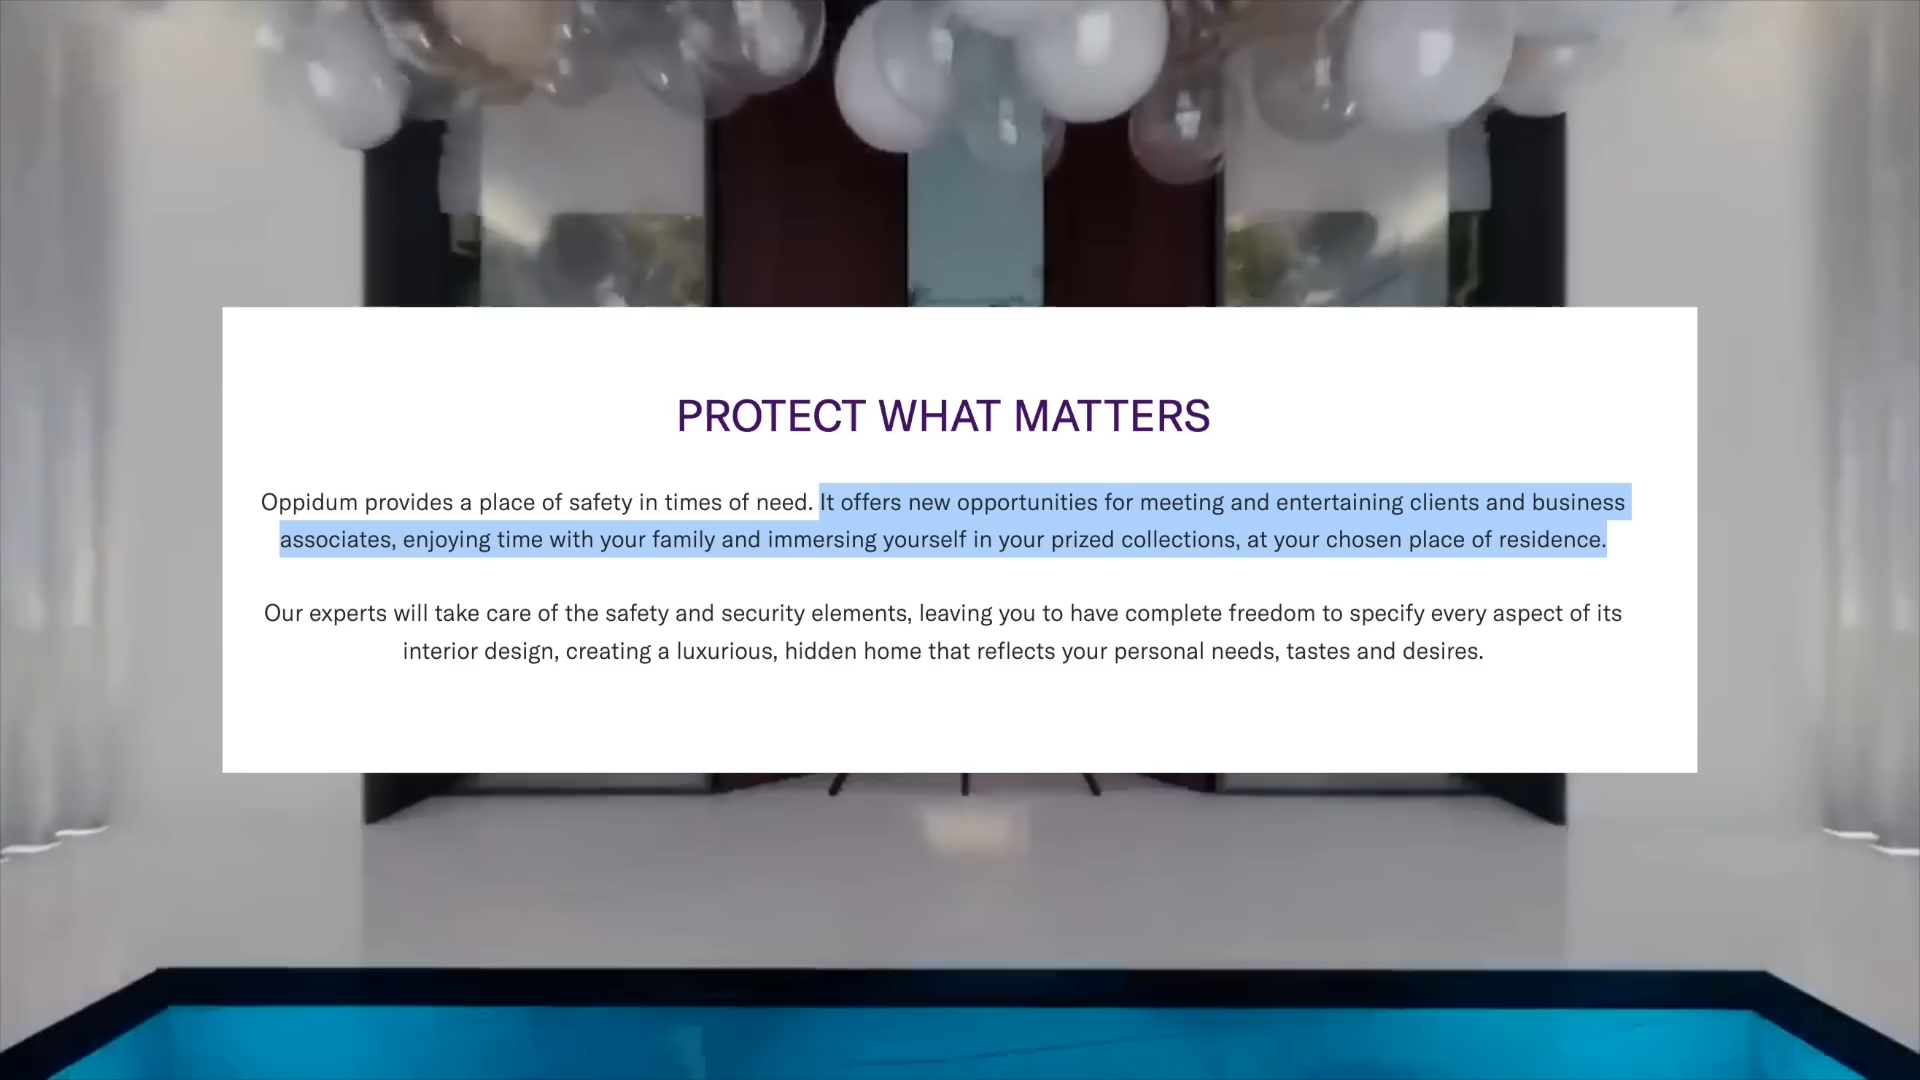 PROTECT WHAT MATTERS
Oppidum provides a place of safety in times of need. It offers new opportunities for meeting and entertaining clients and business
associates, enjoying time with your family and immersing yourself in your prized collections, at your chosen place of residence.
Our experts will take care of the safety and security elements, leaving you to have complete freedom to specify every aspect of its
interior design, creating a luxurious, hidden home that reflects your personal needs, tastes and desires.